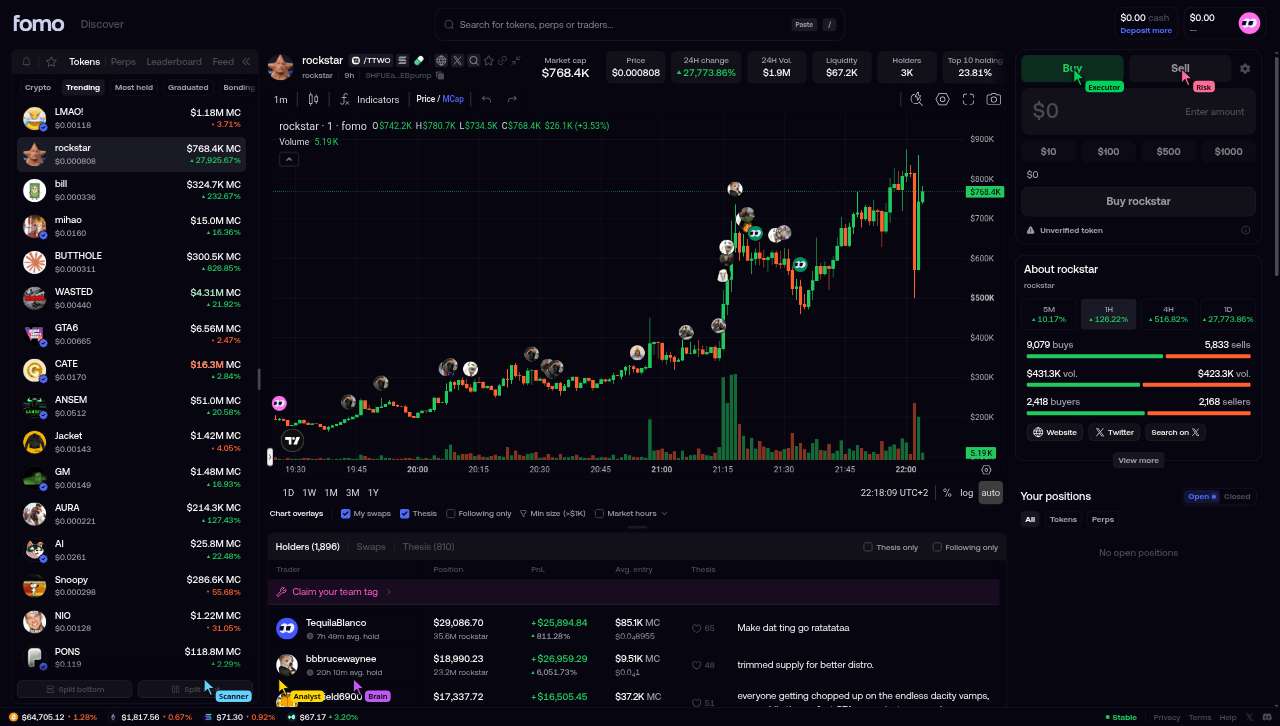 fomo Discover
Search for tokens, perps or traders... Paste /
$0.00 cash
Deposit more
$0.00
—
Tokens Perps Leaderboard Feed
Crypto Trending Most held Graduated Bonding
LMAO! $1.18M MC
$0.00118 3.71%
rockstar $768.4K MC
$0.000808 27,925.67%
bill $324.7K MC
$0.000336 232.67%
mihao $15.0M MC
$0.0160 16.36%
BUTTHOLE $300.5K MC
$0.000311 626.85%
WASTED $4.31M MC
$0.00440 21.92%
GTA6 $6.56M MC
$0.00665 2.47%
CATE $16.3M MC
$0.0170 2.84%
ANSEM $51.0M MC
$0.0512 20.58%
Jacket $1.42M MC
$0.00143 4.05%
GM $1.48M MC
$0.00149 16.93%
AURA $214.3K MC
$0.000221 127.43%
AI $25.8M MC
$0.0261 22.48%
Snoopy $286.6K MC
$0.000298 55.68%
NIO $1.22M MC
$0.00128 31.05%
PONS $118.8M MC
$0.119 2.29%
Split bottom Split
Scanner
rockstar /TTWO
rockstar 9h 9HFUEA...EBpump
Market cap
$768.4K
Price
$0.000808
24H change
27,773.86%
24H Vol.
$1.9M
Liquidity
$67.2K
Holders
3K
Top 10 holding
23.81%
1m Indicators Price / MCap
rockstar · 1 · fomo O$742.2K H$780.7K L$734.5K C$768.4K $26.1K (+3.53%)
Volume 5.19K
$900K
$800K
$768.4K
$700K
$600K
$500K
$400K
$300K
$200K
5.19K
19:30 19:45 20:00 20:15 20:30 20:45 21:00 21:15 21:30 21:45 22:00
1D 1W 1M 3M 1Y 22:18:09 UTC+2 % log auto
Chart overlays My swaps Thesis Following only Min size (>$1K) Market hours
Holders (1,896) Swaps Thesis (810) Thesis only Following only
Trader Position PnL Avg. entry Thesis
Claim your team tag
TequilaBlanco $29,086.70 +$25,894.84 $85.1K MC 65 Make dat ting go ratatataa
7h 49m avg. hold 35.6M rockstar 811.28% $0.0₄8955
bbbrucewaynee $18,990.23 +$26,959.29 $9.51K MC 48 trimmed supply for better distro.
20h 10m avg. hold 23.2M rockstar 6,051.73% $0.0₄1
$17,337.72 +$16,505.45 $37.2K MC 51 everyone getting chopped up on the endless dacity vamps,
Analyst
Brain
Buy Sell
Executor
Risk
$0 Enter amount
$10 $100 $500 $1000
$0
Buy rockstar
Unverified token
About rockstar
rockstar
5M 1H 4H 1D
10.17% 126.22% 516.82% 27,773.86%
9,079 buys 5,833 sells
$431.3K vol. $423.3K vol.
2,418 buyers 2,168 sellers
Website Twitter Search on X
View more
Your positions Open Closed
All Tokens Perps
No open positions
$64,705.12 1.28% $1,817.56 0.67% $71.30 0.92% $67.17 3.20%
Stable Privacy Terms Help